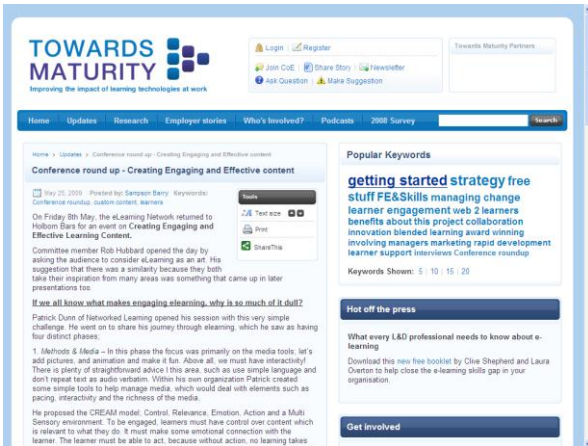 TOWARDS
MATURITY
Improving the impact of learning technologies at work
Login | Register
Join CoE | Share Story | Newsletter
Ask Question | Make Suggestion
Towards Maturity Partners
Home Updates Research Employer stories Who's Involved? Podcasts 2008 Survey Search
Home > Updates > Conference round up - Creating Engaging and Effective content
Conference round up - Creating Engaging and Effective content
May 25, 2009 Posted by: Sampson Berry Keywords:
Conference roundup, custom content, learners
Tools
Text size
Print
ShareThis
On Friday 8th May, the eLearning Network returned to
Holborn Bars for an event on Creating Engaging and
Effective Learning Content.
Committee member Rob Hubbard opened the day by
asking the audience to consider eLearning as an art. His
suggestion that there was a similarity because they both
take their inspiration from many areas was something that came up in later
presentations too.
If we all know what makes engaging elearning, why is so much of it dull?
Patrick Dunn of Networked Learning opened his session with this very simple
challenge. He went on to share his journey through elearning, which he saw as having
four distinct phases;
1. Methods & Media – In this phase the focus was primarily on the media tools; let's
add pictures, and animation and make it fun. Above all, we must have interactivity!
There is plenty of straightforward advice I this area, such as use simple language and
don't repeat text as audio verbatim. Within his own organization Patrick created
some simple tools to help manage media, which would deal with elements such as
pacing, interactivity and the richness of the media.
He proposed the CREAM model; Control, Relevance, Emotion, Action and a Multi
Sensory environment. To be engaged, learners must have control over content which
is relevant to what they do. It must make some emotional connection with the
learner. The learner must be able to act, because without action, no learning takes
Popular Keywords
getting started strategy free
stuff FE&Skills managing change
learner engagement web 2 learners
benefits about this project collaboration
innovation blended learning award winning
involving managers marketing rapid development
learner support interviews Conference roundup
Keywords Shown: 5 | 10 | 15 | 20
Hot off the press
What every L&D professional needs to know about e-
learning
Download this new free booklet by Clive Shepherd and Laura
Overton to help close the e-learning skills gap in your
organisation.
Get involved